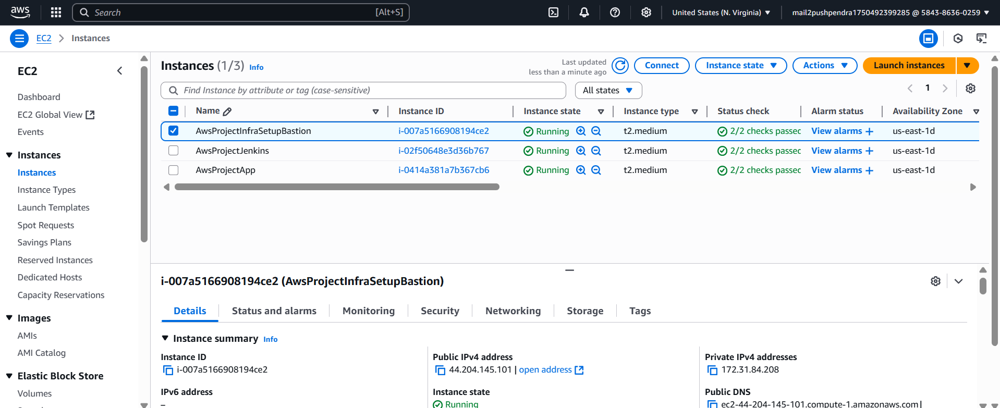 aws
Search [Alt+S]
United States (N. Virginia)
mail2pushpendra1750492399285 @ 5843-8636-0259
EC2
Instances
EC2
Dashboard
EC2 Global View
Events
Instances
Instances
Instance Types
Launch Templates
Spot Requests
Savings Plans
Reserved Instances
Dedicated Hosts
Capacity Reservations
Images
AMIs
AMI Catalog
Elastic Block Store
Volumes
Instances (1/3) Info
Last updated
less than a minute ago
Connect
Instance state
Actions
Launch instances
Find Instance by attribute or tag (case-sensitive)
All states
1
Name Instance ID Instance state Instance type Status check Alarm status Availability Zone
AwsProjectInfraSetupBastion i-007a5166908194ce2 Running t2.medium 2/2 checks passed View alarms + us-east-1d
AwsProjectJenkins i-02f50648e3d36b767 Running t2.medium 2/2 checks passed View alarms + us-east-1d
AwsProjectApp i-0414a381a7b367cb6 Running t2.medium 2/2 checks passed View alarms + us-east-1d
i-007a5166908194ce2 (AwsProjectInfraSetupBastion)
Details Status and alarms Monitoring Security Networking Storage Tags
Instance summary Info
Instance ID
i-007a5166908194ce2
Public IPv4 address
44.204.145.101 | open address
Private IPv4 addresses
172.31.84.208
IPv6 address
–
Instance state
Running
Public DNS
ec2-44-204-145-101.compute-1.amazonaws.com |